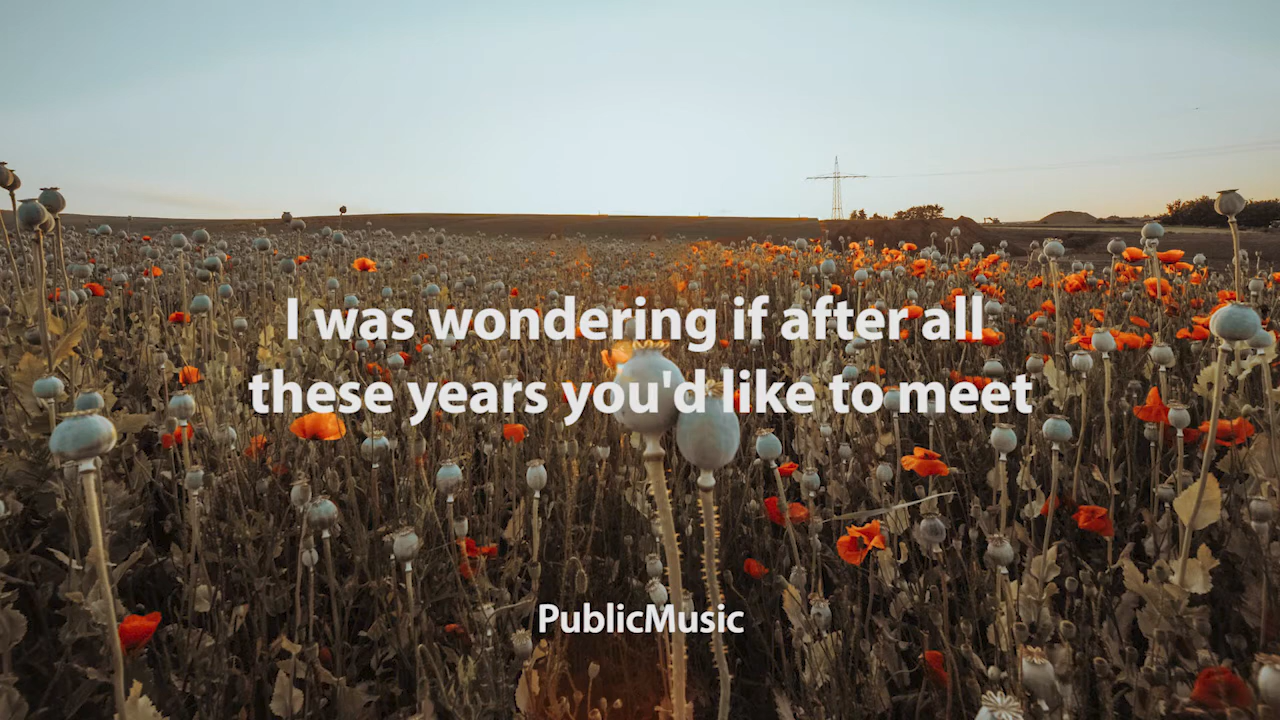 I was wondering if after all
these years you'd like to meet
PublicMusic